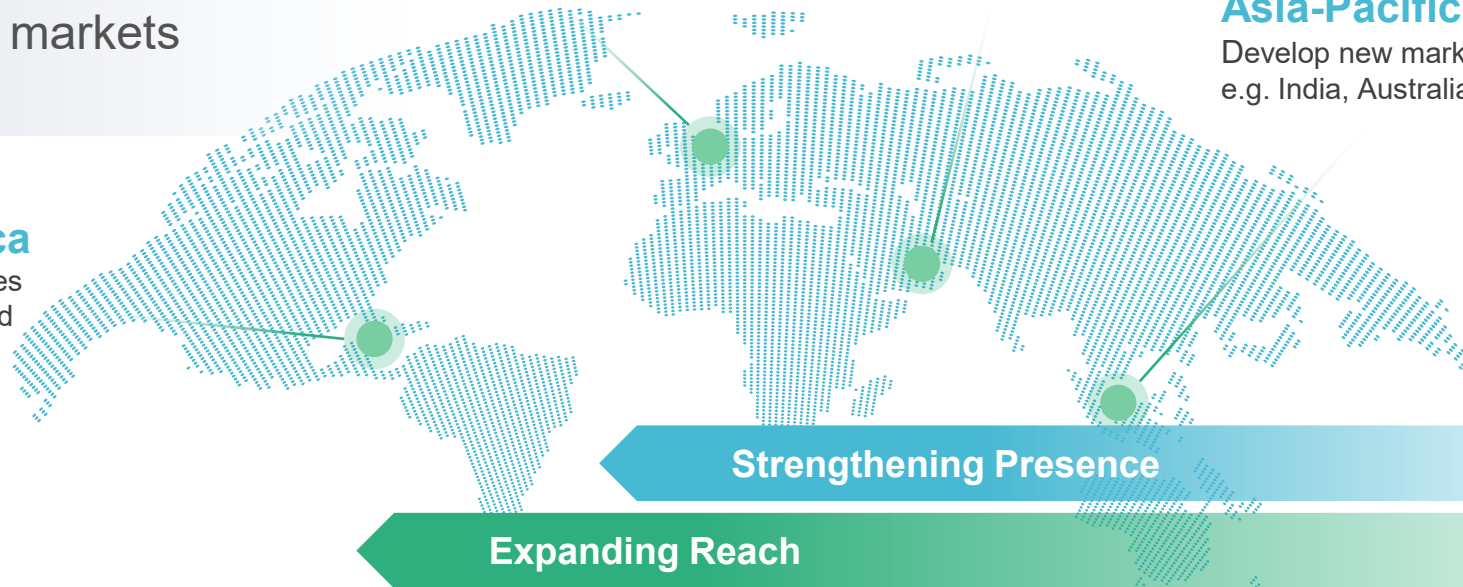 markets
Asia-Pacific
Develop new mark
e.g. India, Australia
ca
es
d
Strengthening Presence
Expanding Reach